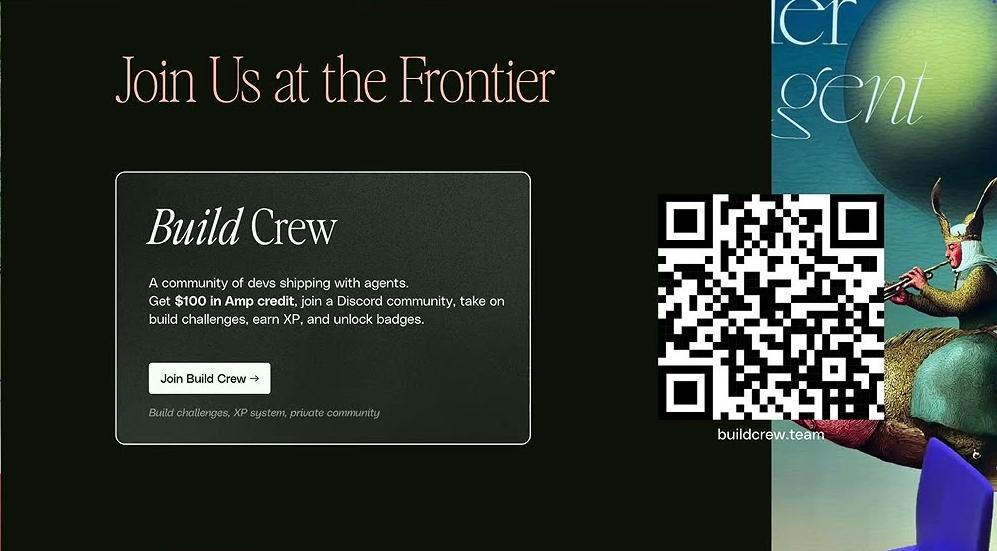 Join Us at the Frontier
Build Crew
A community of devs shipping with agents.
Get $100 in Amp credit, join a Discord community, take on
build challenges, earn XP, and unlock badges.
Join Build Crew →
Build challenges, XP system, private community
buildcrew.team